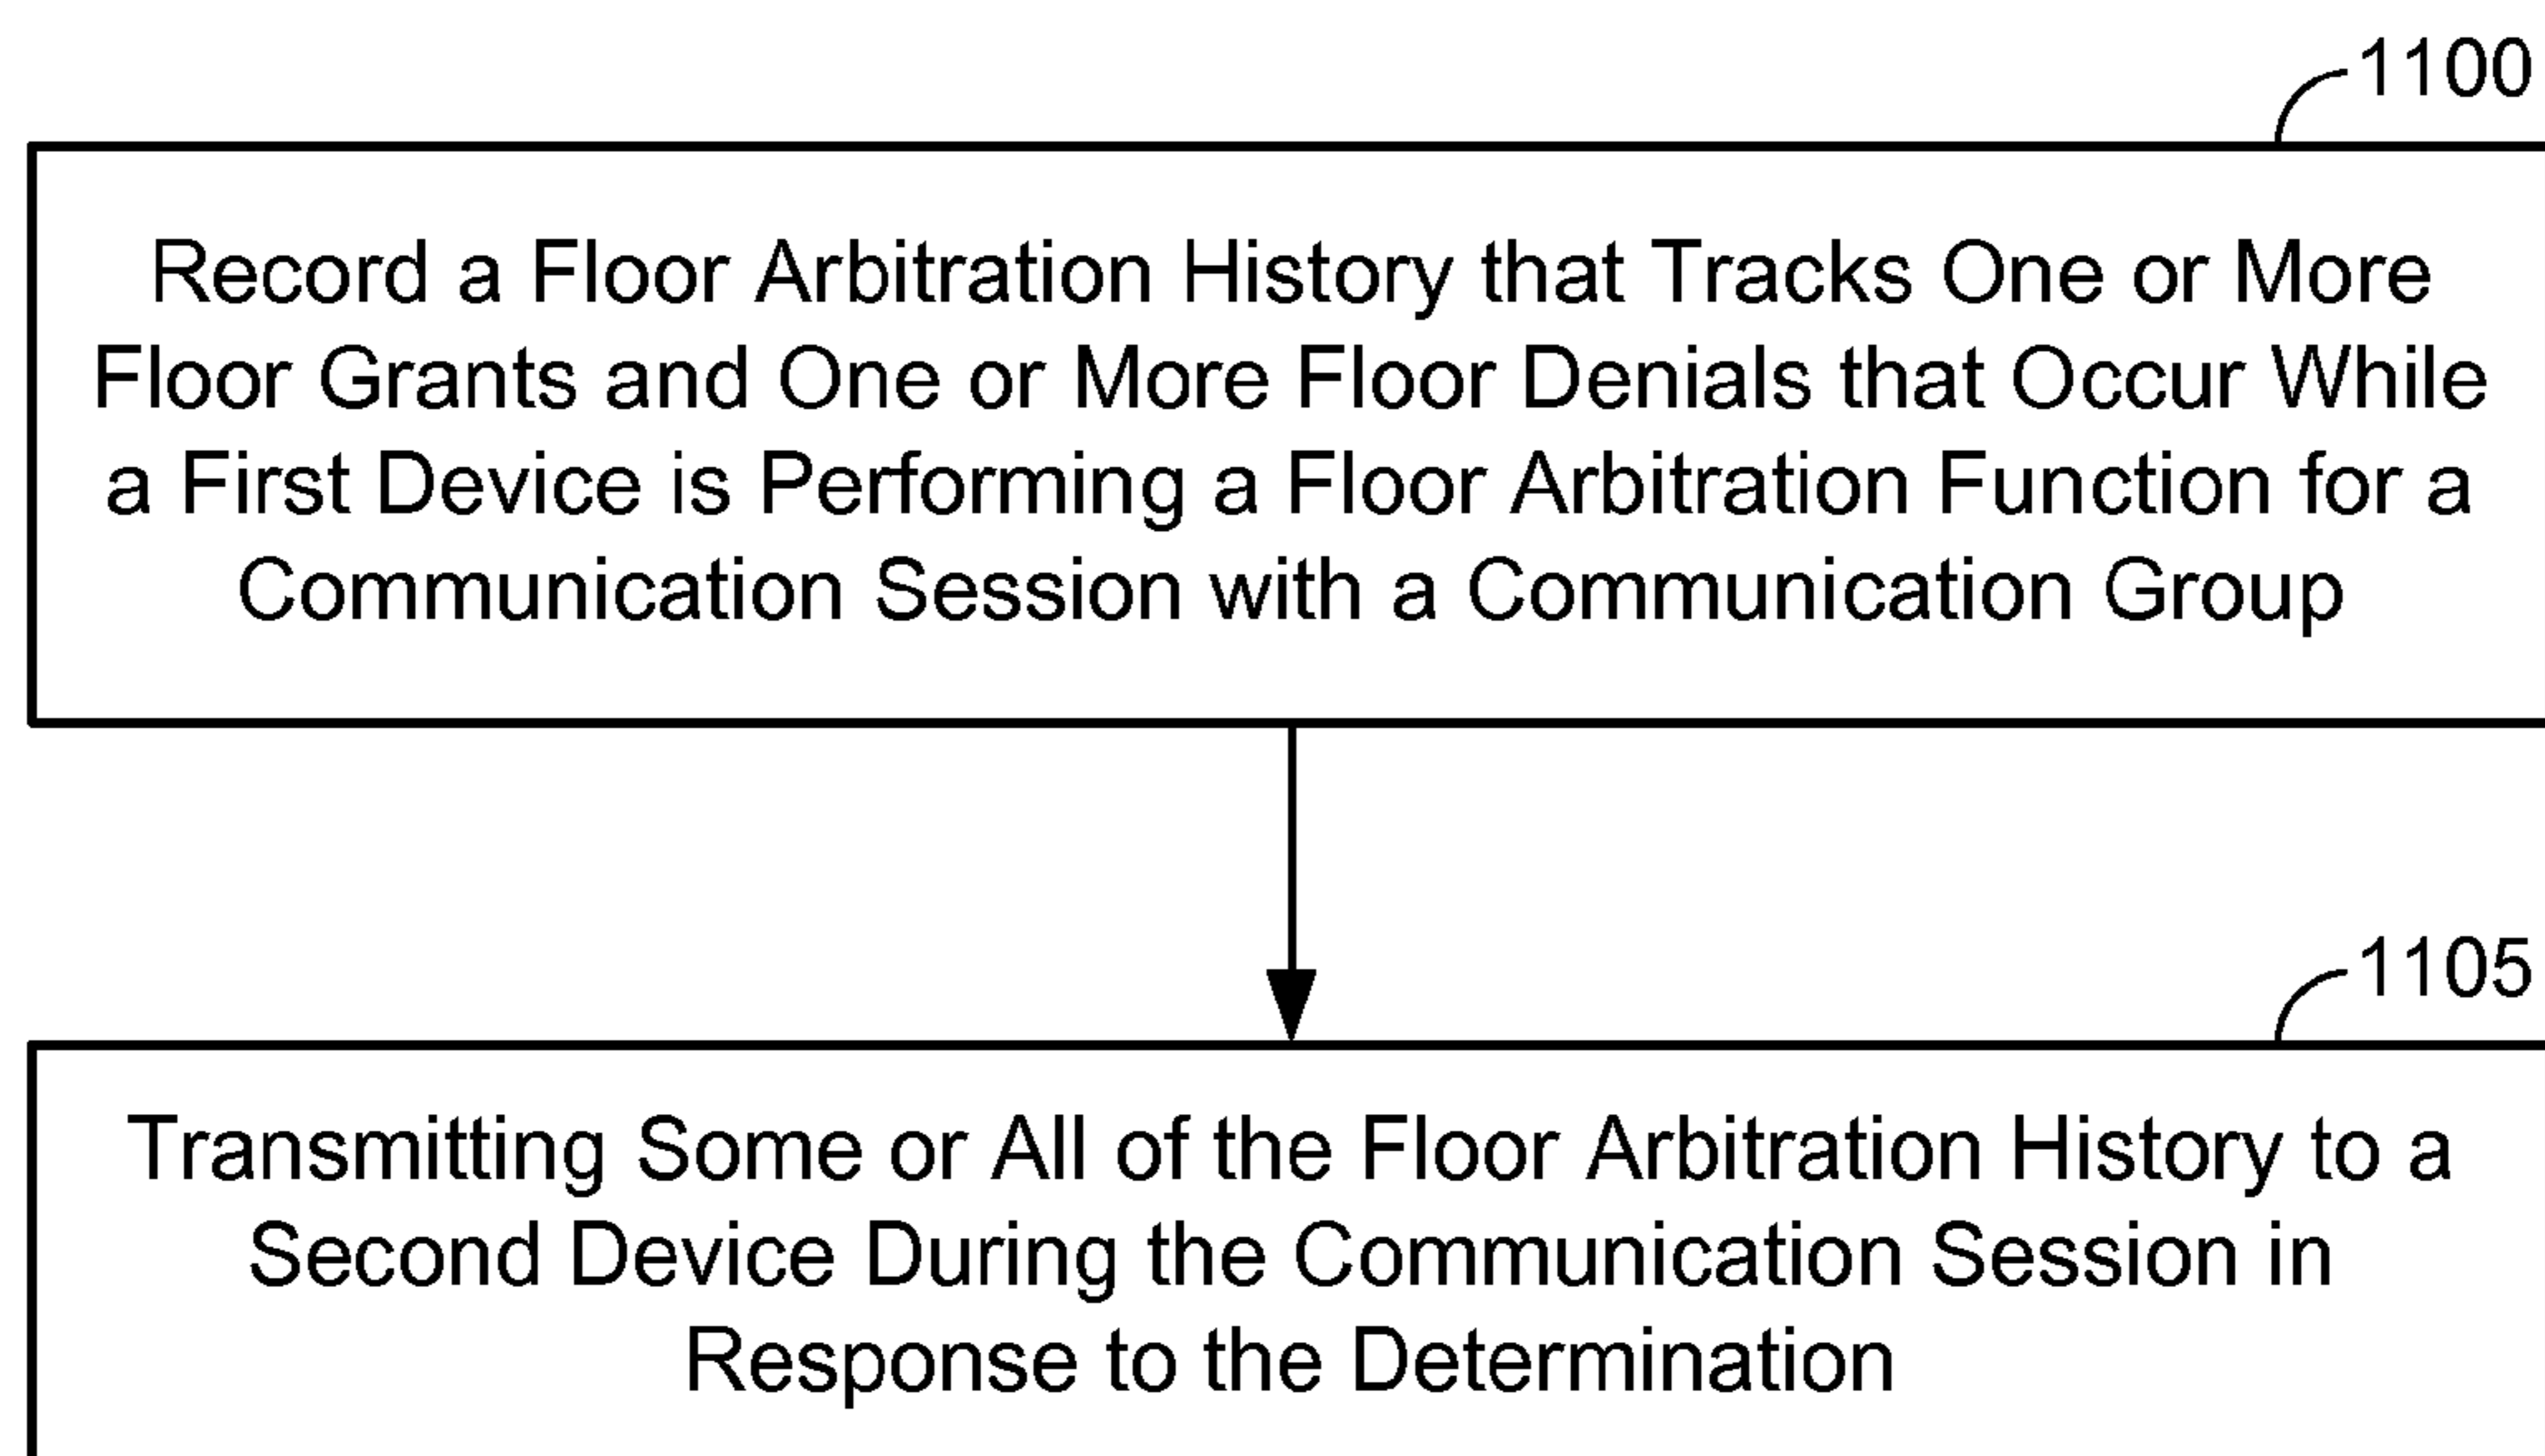 1100
Record a Floor Arbitration History that Tracks One or More
Floor Grants and One or More Floor Denials that Occur While
a First Device is Performing a Floor Arbitration Function for a
Communication Session with a Communication Group
1105
Transmitting Some or All of the Floor Arbitration History to a
Second Device During the Communication Session in
Response to the Determination